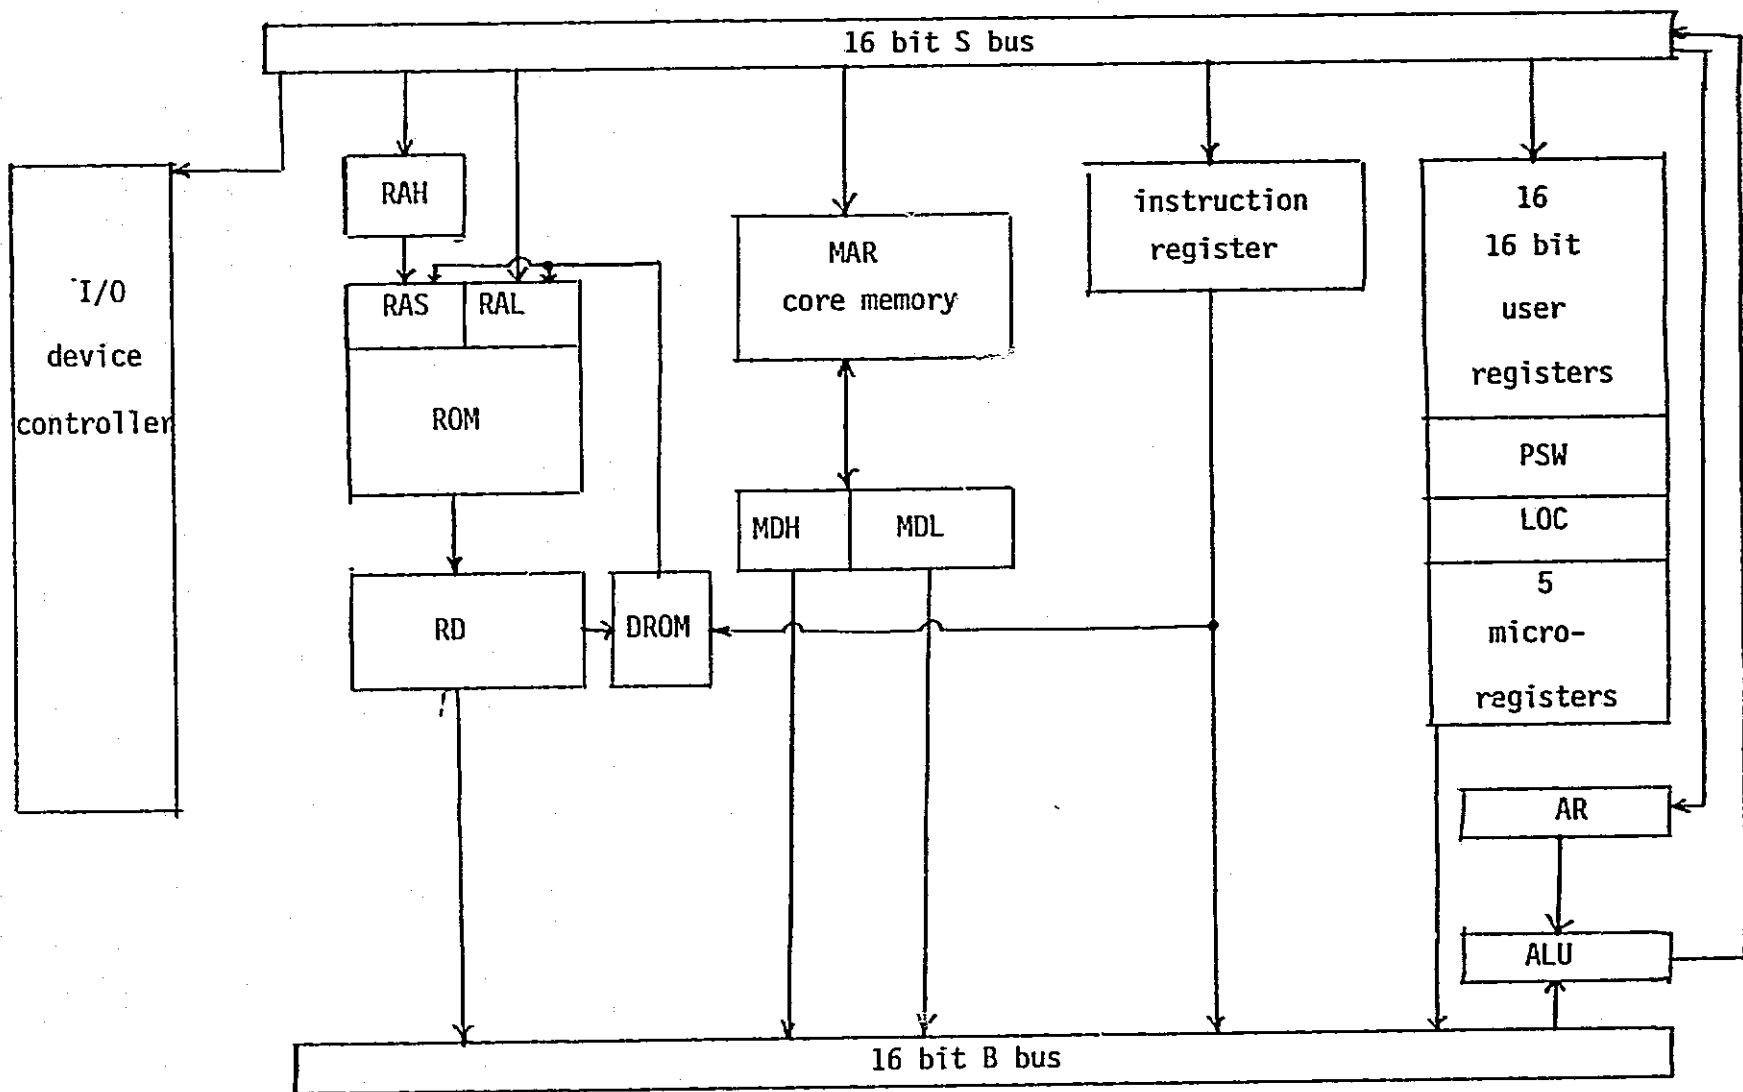 16 bit S bus
RAH
RAS
RAL
ROM
RD
DROM
I/O
device
controller
MAR
core memory
MDH
MDL
instruction
register
16
16 bit
user
registers
PSW
LOC
5
micro-
registers
AR
ALU
16 bit B bus